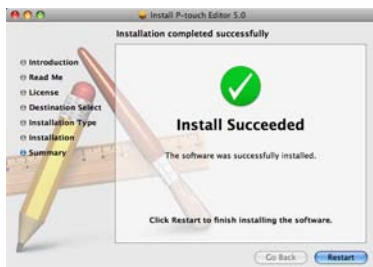 Install P-touch Editor 5.0
Installation completed successfully
Introduction
Read Me
License
Destination Select
Installation Type
Installation
Summary
Install Succeeded
The software was successfully installed.
Click Restart to finish installing the software.
Go Back
Restart